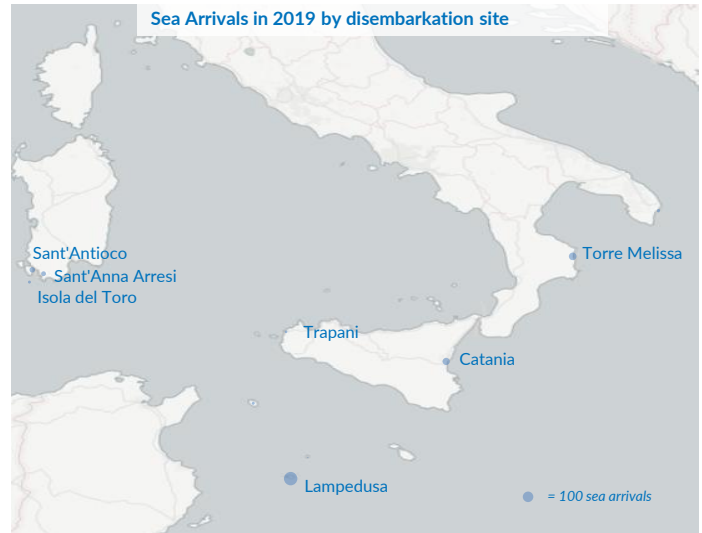 Sea Arrivals in 2019 by disembarkation site
Sant'Antioco
Torre Melissa
Sant'Anna Arresi
Isola del Toro
Trapani
Catania
Lampedusa
= 100 sea arrivals